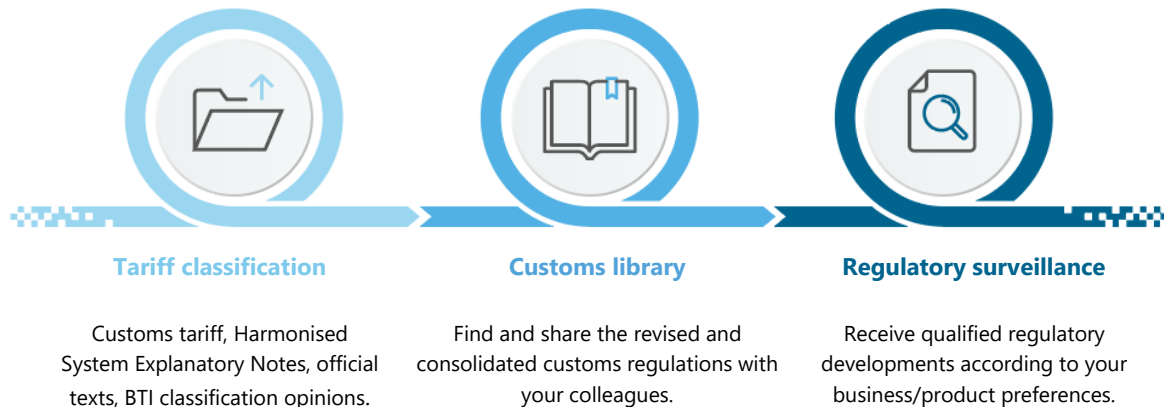 Tariff classification
Customs tariff, Harmonised
System Explanatory Notes, official
texts, BTI classification opinions.
Customs library
Find and share the revised and
consolidated customs regulations with
your colleagues.
Regulatory surveillance
Receive qualified regulatory
developments according to your
business/product preferences.